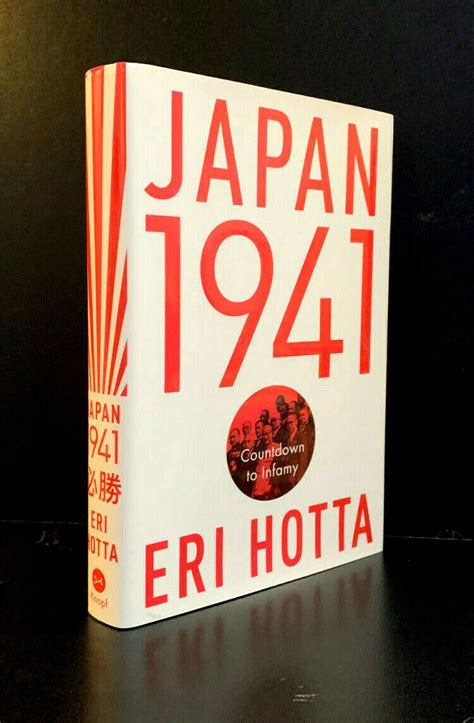 JAPAN
1941
Countdown
to Infamy
ERI HOTTA
JAPAN
1941
必勝
ERI
HOTTA
Knopf